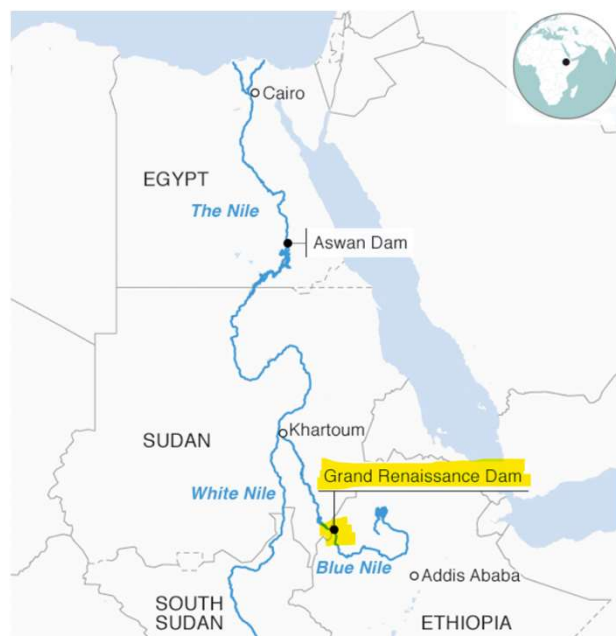 Cairo
EGYPT
The Nile
Aswan Dam
Khartoum
SUDAN
Grand Renaissance Dam
White Nile
Blue Nile
Addis Ababa
SOUTH
SUDAN
ETHIOPIA